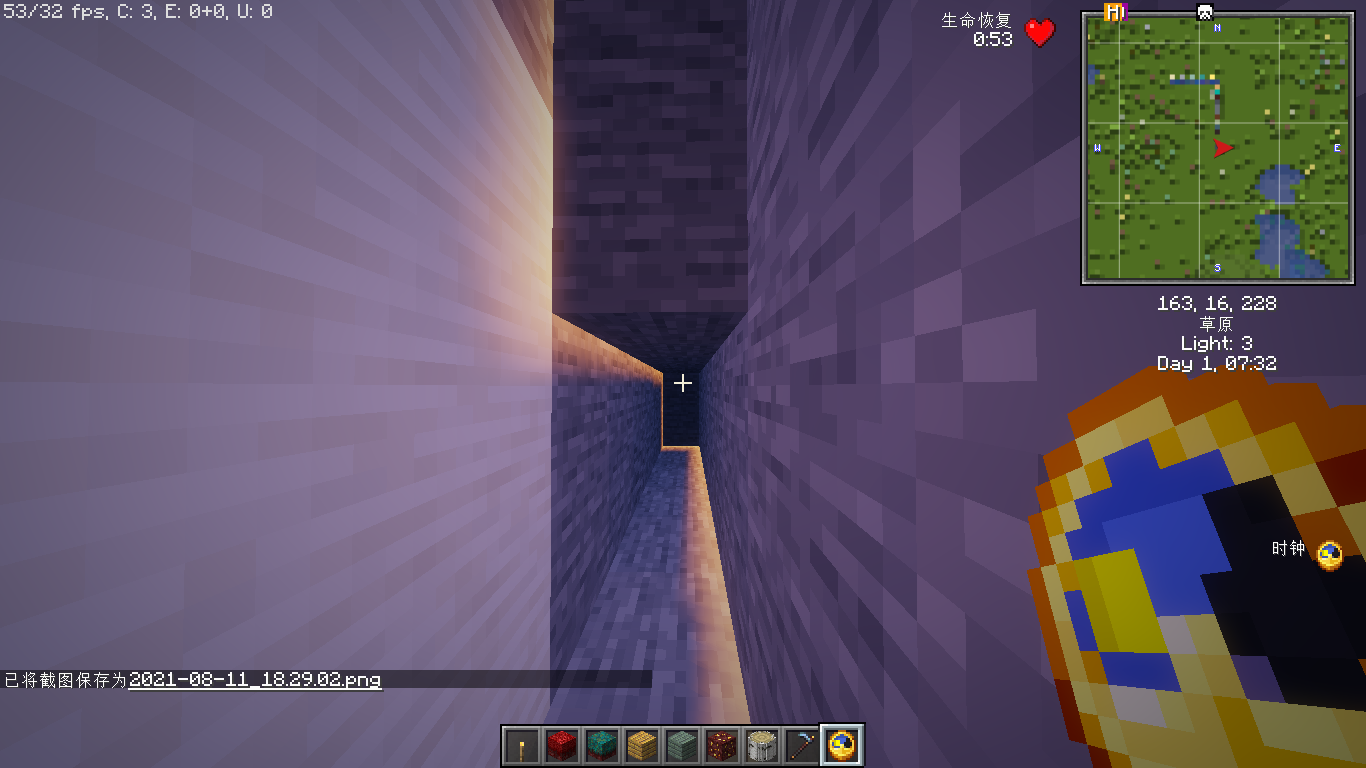 53/32 fps, C: 3, E: 0+0, U: 0
生命恢复
0:53
N
W
E
S
163, 16, 228
草原
Light: 3
Day 1, 07:32
时钟
已将截图保存为2021-08-11_18.29.02.png